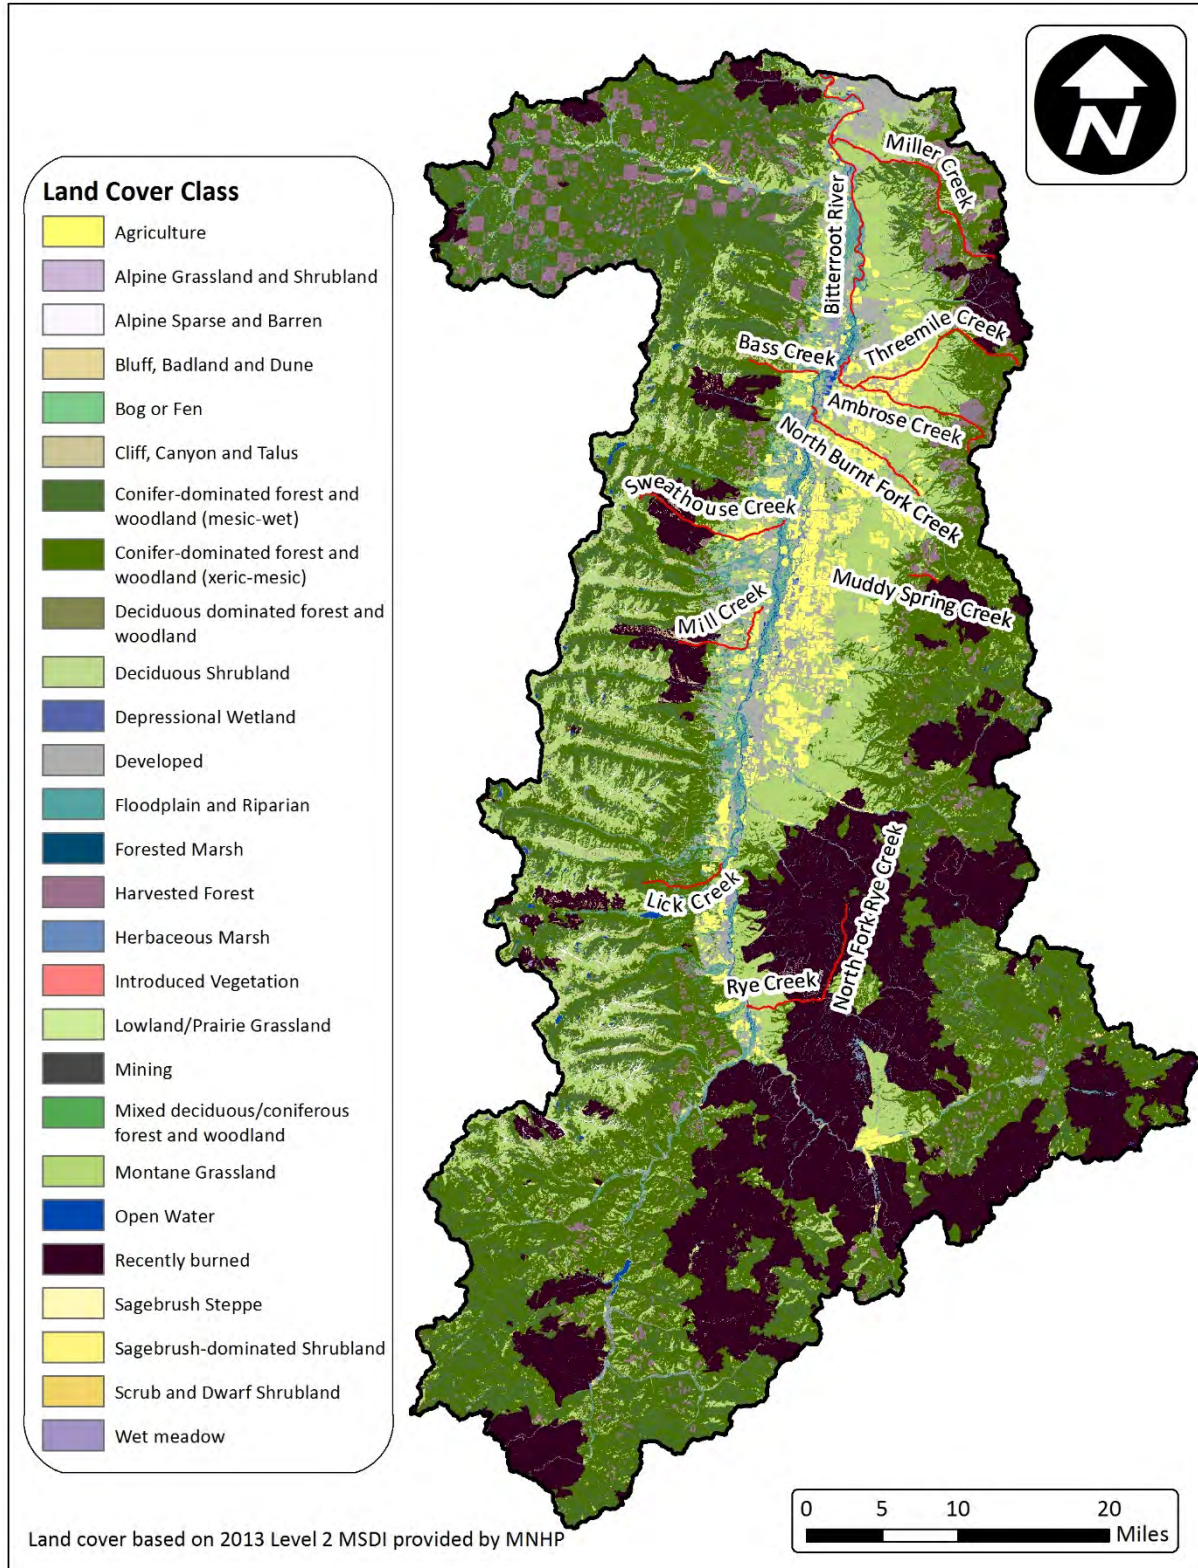 N
Land Cover Class
Agriculture
Alpine Grassland and Shrubland
Alpine Sparse and Barren
Bluff, Badland and Dune
Bog or Fen
Cliff, Canyon and Talus
Conifer-dominated forest and
woodland (mesic-wet)
Conifer-dominated forest and
woodland (xeric-mesic)
Deciduous dominated forest and
woodland
Deciduous Shrubland
Depressional Wetland
Developed
Floodplain and Riparian
Forested Marsh
Harvested Forest
Herbaceous Marsh
Introduced Vegetation
Lowland/Prairie Grassland
Mining
Mixed deciduous/coniferous
forest and woodland
Montane Grassland
Open Water
Recently burned
Sagebrush Steppe
Sagebrush-dominated Shrubland
Scrub and Dwarf Shrubland
Wet meadow
Miller Creek
Bitterroot River
Threemile Creek
Bass Creek
Ambrose Creek
North Burnt Fork Creek
Sweathouse Creek
Muddy Spring Creek
Mill Creek
Lick Creek
North Fork Rye Creek
Rye Creek
0 5 10 20
Miles
Land cover based on 2013 Level 2 MSDI provided by MNHP